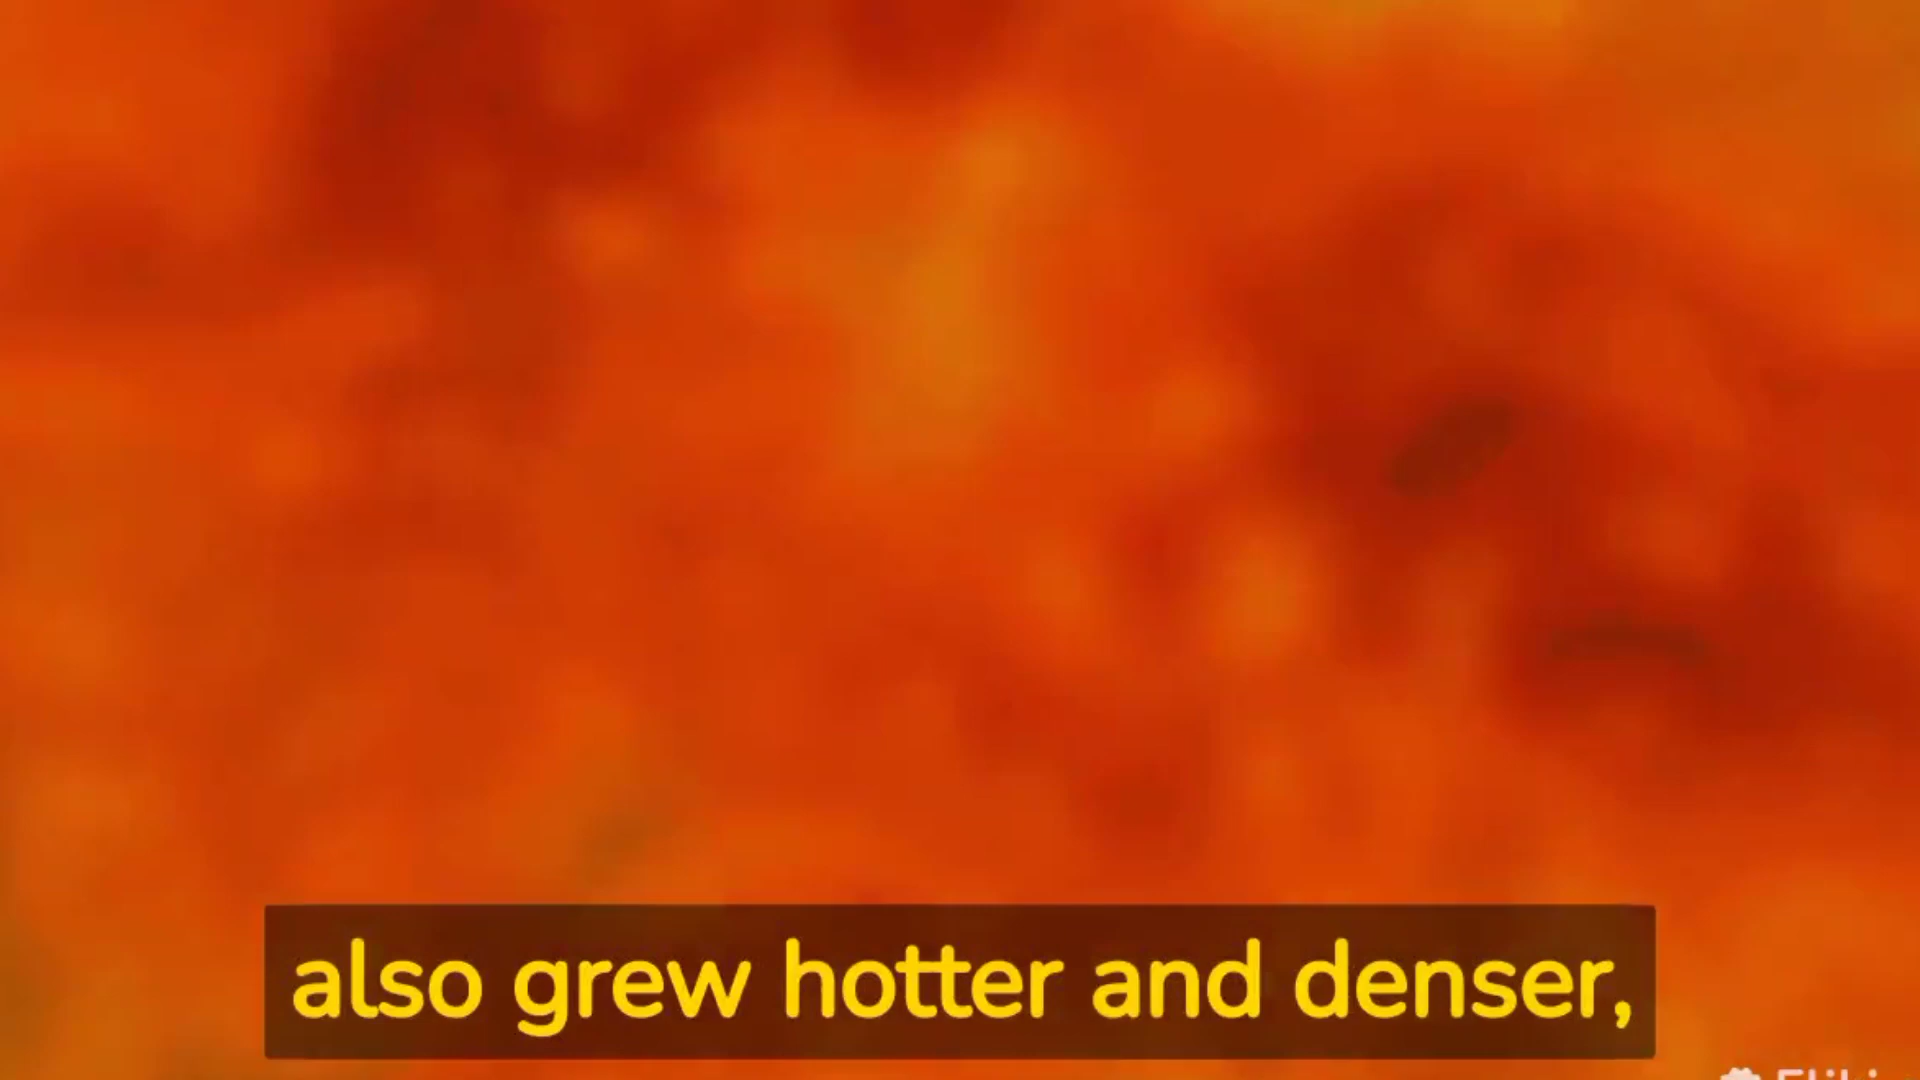 also grew hotter and denser,